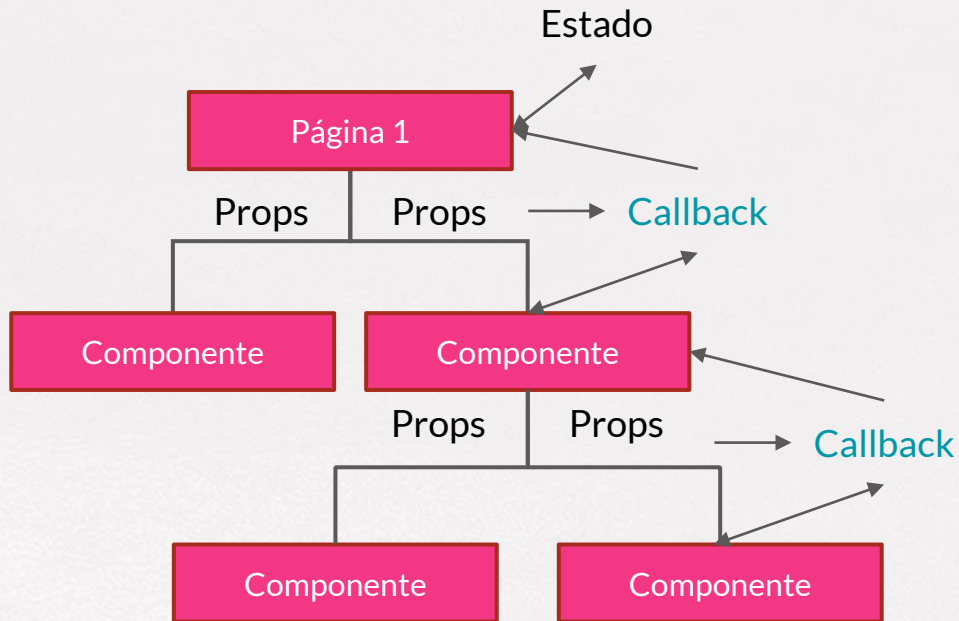 Estado
Página 1
Props Props Callback
Componente Componente
Props Props Callback
Componente Componente